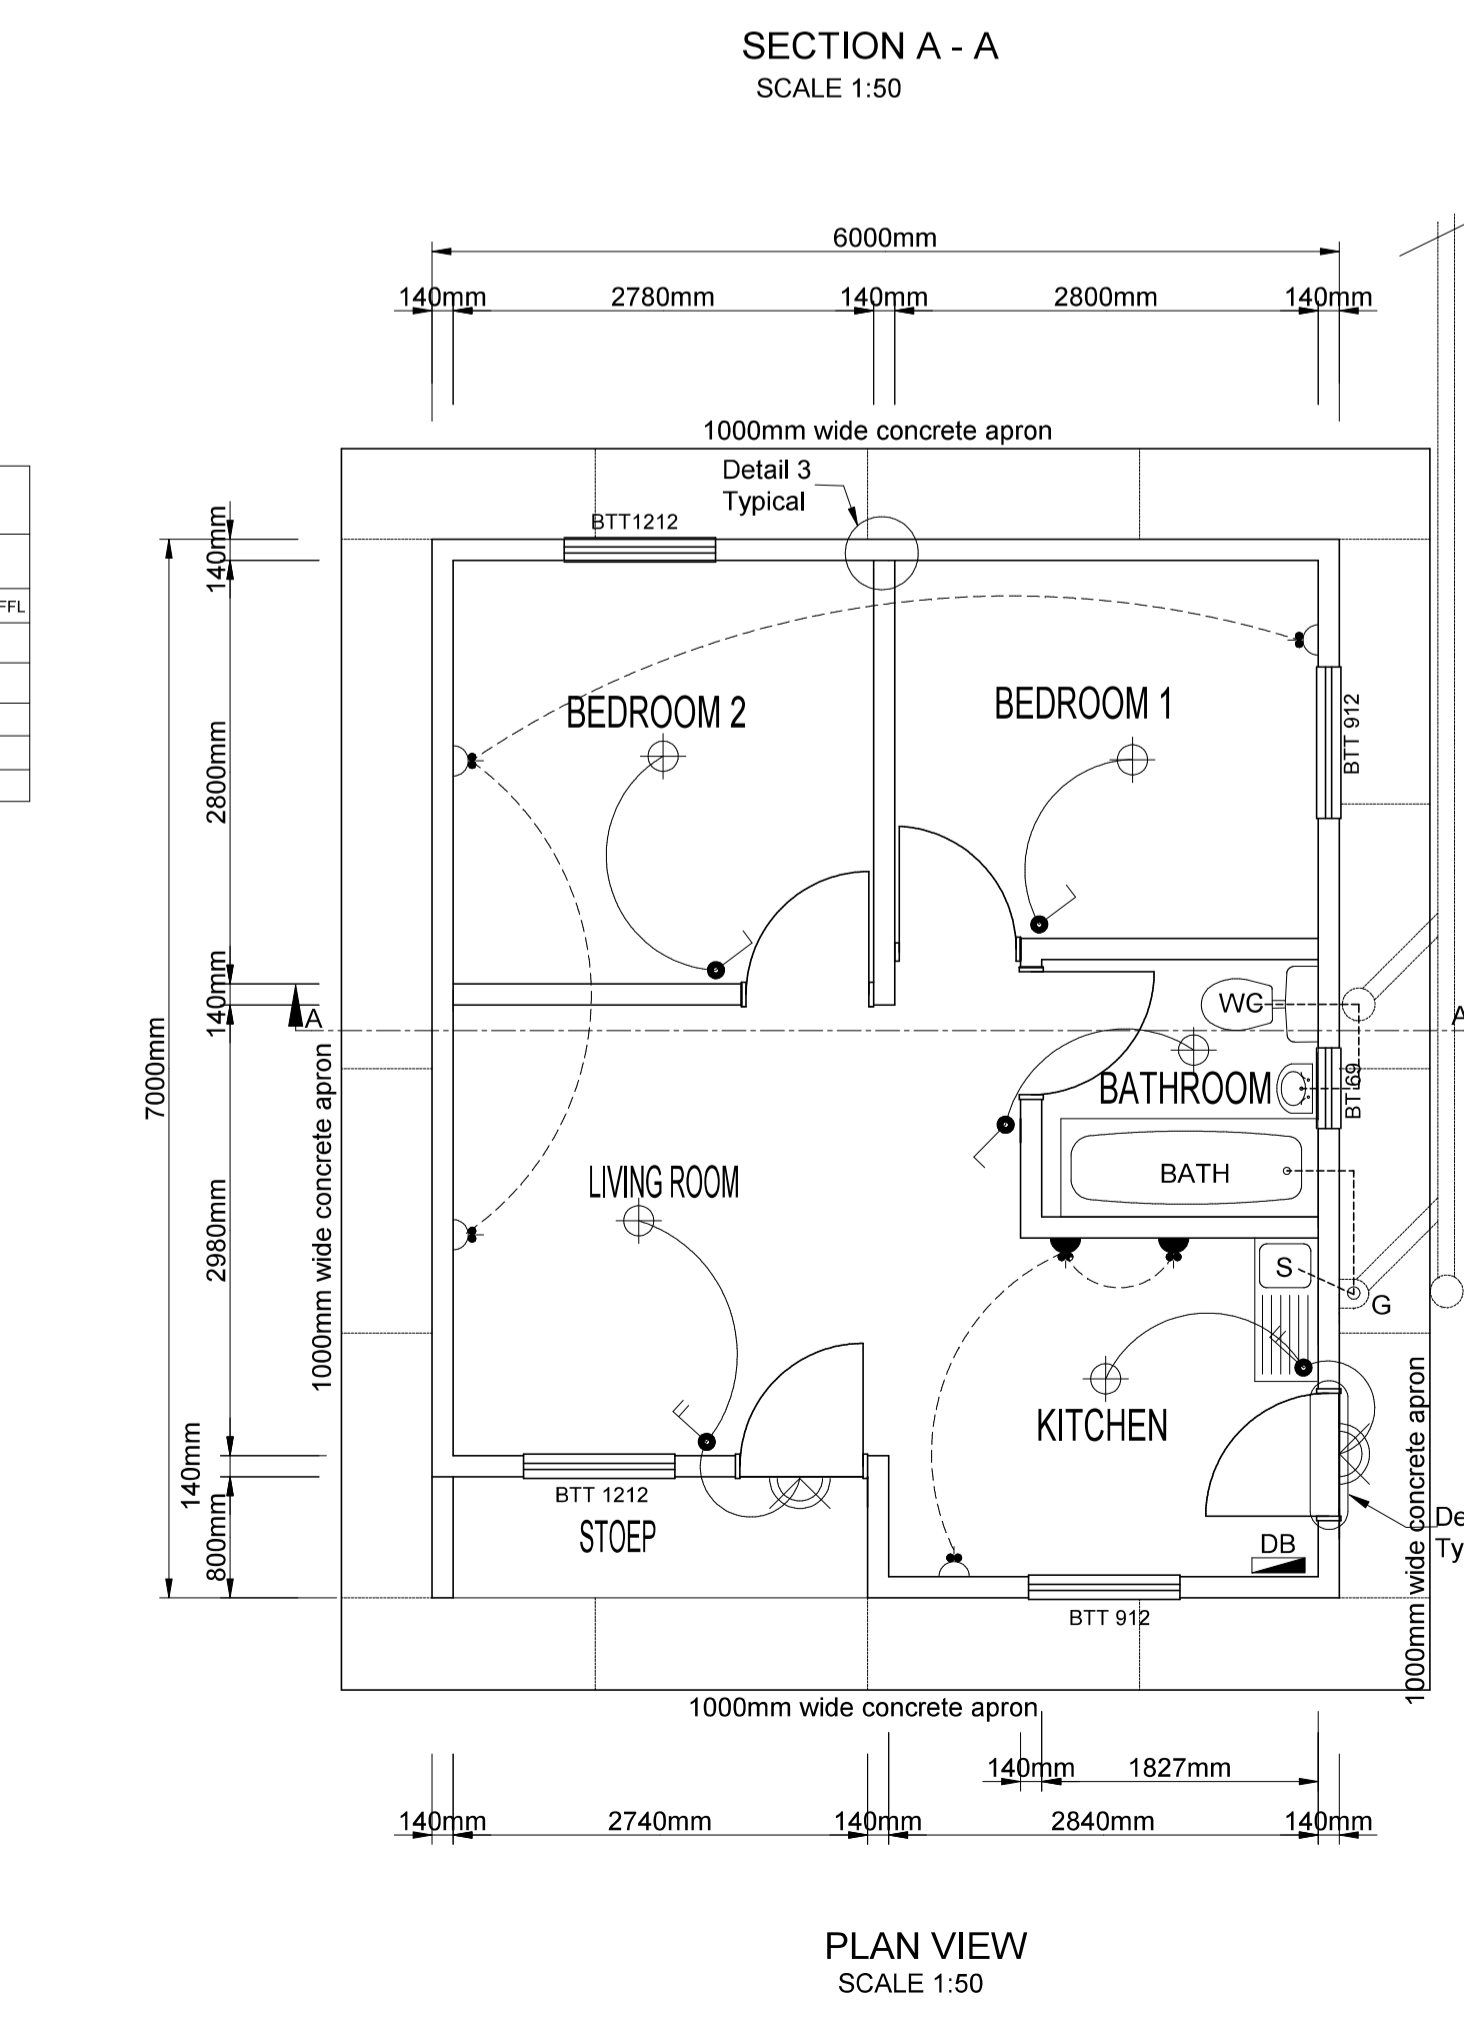 SECTION A - A
SCALE 1:50
6000mm
140mm 2780mm 140mm 2800mm 140mm
1000mm wide concrete apron
Detail 3
Typical
BTT1212
140mm
FFL
BEDROOM 2
BEDROOM 1
BTT 912
2800mm
140mm
A
A
WC
7000mm
1000mm wide concrete apron
BATHROOM
BT 69
BATH
LIVING ROOM
2980mm
S
G
KITCHEN
1000mm wide concrete apron
140mm
BTT 1212
STOEP
800mm
DB
De
Ty
BTT 912
1000mm wide concrete apron
140mm 1827mm
140mm 2740mm 140mm 2840mm 140mm
PLAN VIEW
SCALE 1:50